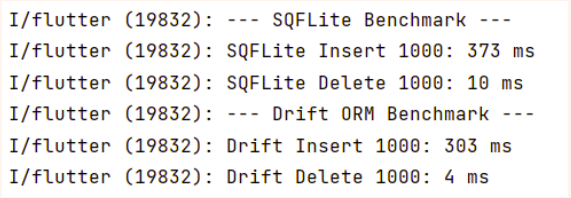 I/flutter (19832): --- SQFLite Benchmark ---
I/flutter (19832): SQFLite Insert 1000: 373 ms
I/flutter (19832): SQFLite Delete 1000: 10 ms
I/flutter (19832): --- Drift ORM Benchmark ---
I/flutter (19832): Drift Insert 1000: 303 ms
I/flutter (19832): Drift Delete 1000: 4 ms